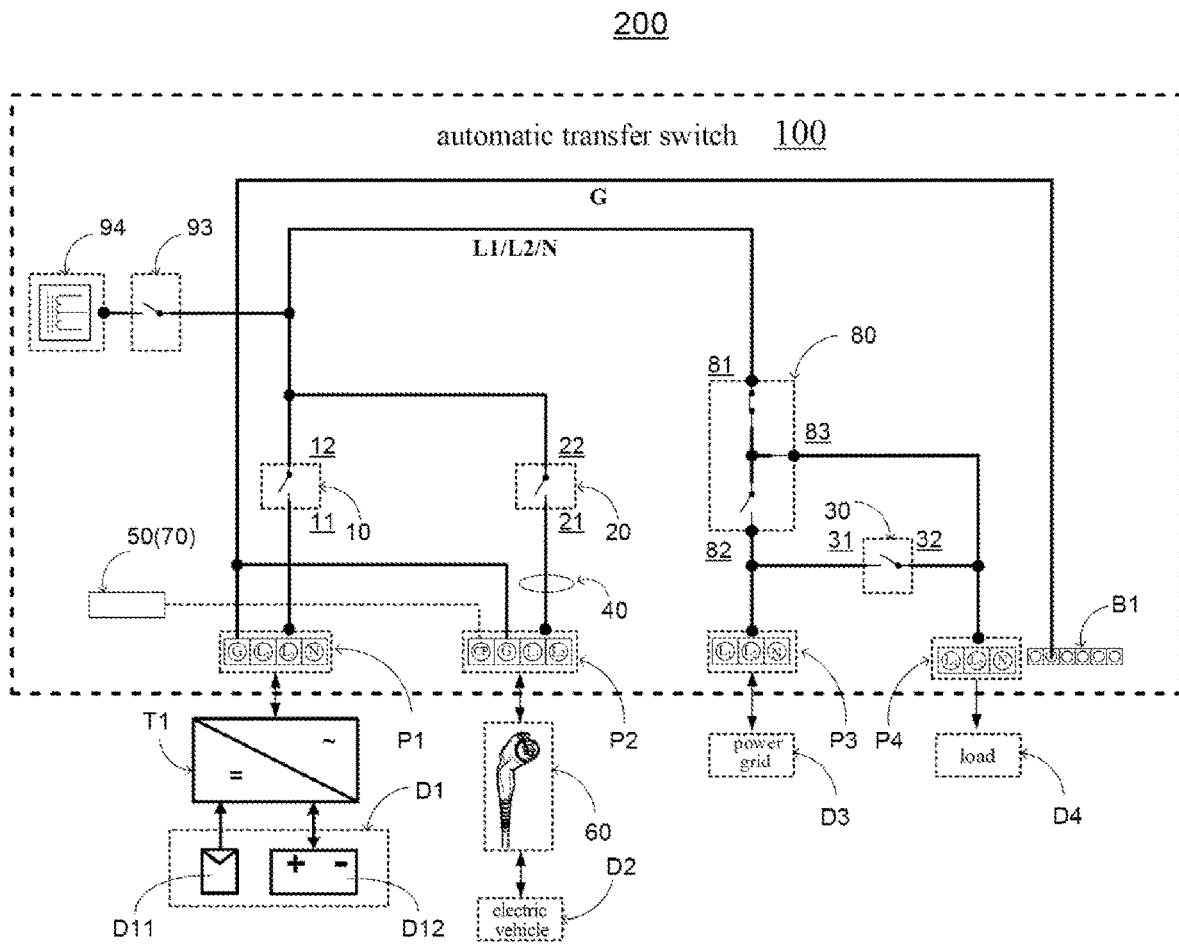 200
automatic transfer switch 100
G
94
93
L1/L2/N
81
80
83
12
22
11
10
21
20
30
31
32
82
50(70)
40
B1
G
N
G
N
N
T1
~
=
P1
P2
P3
P4
power
grid
load
D1
60
D3
D4
+ -
D2
D11
D12
electric
vehicle